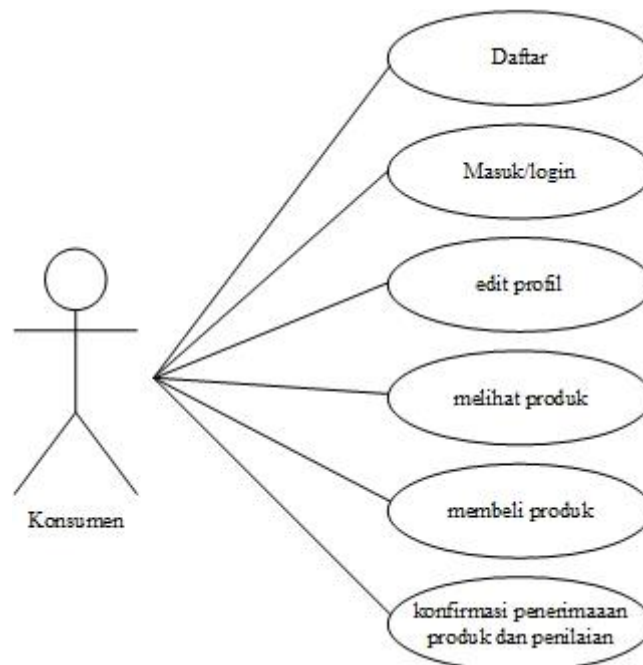 Daftar
Masuk/login
edit profil
melihat produk
membeli produk
konfirmasi penerimaaan
produk dan penilaian
Konsumen